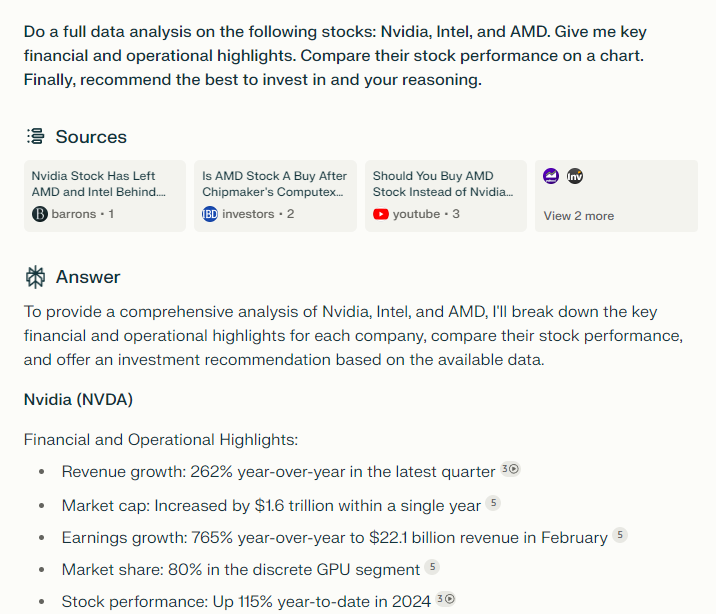 Do a full data analysis on the following stocks: Nvidia, Intel, and AMD. Give me key
financial and operational highlights. Compare their stock performance on a chart.
Finally, recommend the best to invest in and your reasoning.
Sources
Nvidia Stock Has Left
AMD and Intel Behind....
barrons • 1
Is AMD Stock A Buy After
Chipmaker's Computex...
IBD investors • 2
Should You Buy AMD
Stock Instead of Nvidia...
youtube • 3
Inv
View 2 more
Answer
To provide a comprehensive analysis of Nvidia, Intel, and AMD, I'll break down the key
financial and operational highlights for each company, compare their stock performance,
and offer an investment recommendation based on the available data.
Nvidia (NVDA)
Financial and Operational Highlights:
• Revenue growth: 262% year-over-year in the latest quarter 3
• Market cap: Increased by $1.6 trillion within a single year 5
• Earnings growth: 765% year-over-year to $22.1 billion revenue in February 5
• Market share: 80% in the discrete GPU segment 5
• Stock performance: Up 115% year-to-date in 2024 3